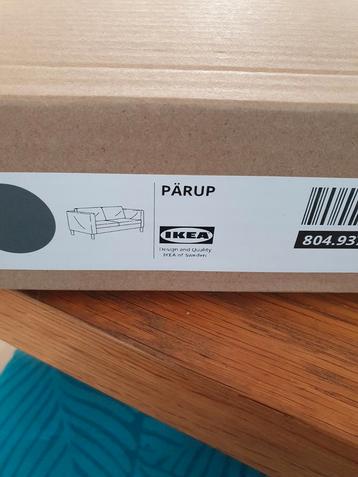 PÄRUP
IKEA
Design and Quality
IKEA of Sweden
804.93